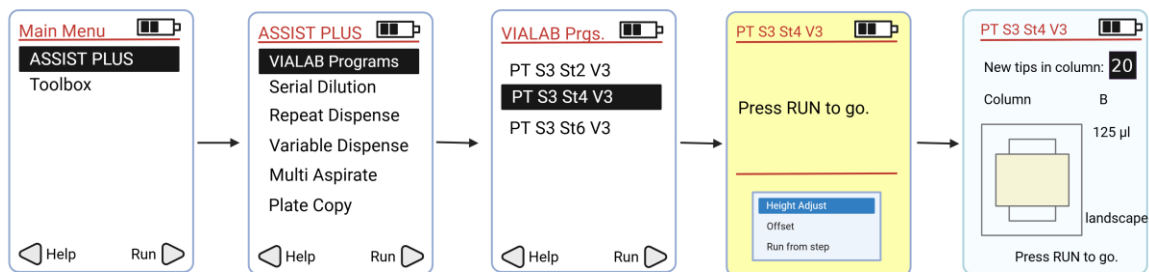 Main Menu
ASSIST PLUS
Toolbox
Help
Run
ASSIST PLUS
VIALAB Programs
Serial Dilution
Repeat Dispense
Variable Dispense
Multi Aspirate
Plate Copy
Help
Run
VIALAB Prgs.
PT S3 St2 V3
PT S3 St4 V3
PT S3 St6 V3
Help
Run
PT S3 St4 V3
Press RUN to go.
Height Adjust
Offset
Run from step
PT S3 St4 V3
New tips in column: 20
Column B
125 µl
landscape
Press RUN to go.